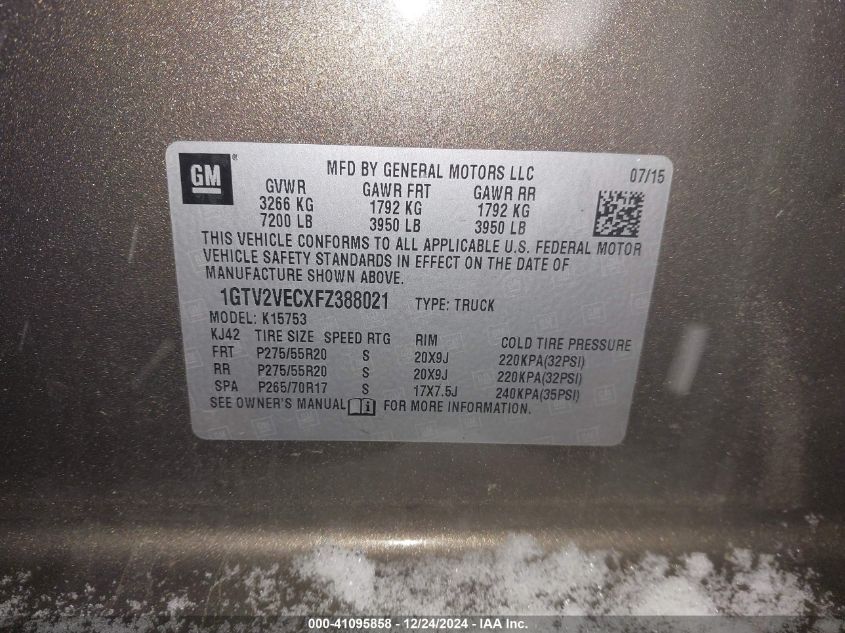 GM ®
MFD BY GENERAL MOTORS LLC 07/15
GVWR GAWR FRT GAWR RR
3266 KG 1792 KG 1792 KG
7200 LB 3950 LB 3950 LB
THIS VEHICLE CONFORMS TO ALL APPLICABLE U.S. FEDERAL MOTOR
VEHICLE SAFETY STANDARDS IN EFFECT ON THE DATE OF
MANUFACTURE SHOWN ABOVE.
1GTV2VECXFZ388021 TYPE: TRUCK
MODEL: K15753
KJ42 TIRE SIZE SPEED RTG RIM COLD TIRE PRESSURE
FRT P275/55R20 S 20X9J 220KPA(32PSI)
RR P275/55R20 S 20X9J 220KPA(32PSI)
SPA P265/70R17 S 17X7.5J 240KPA(35PSI)
SEE OWNER'S MANUAL i FOR MORE INFORMATION.
000-41095858 - 12/24/2024 - IAA Inc.